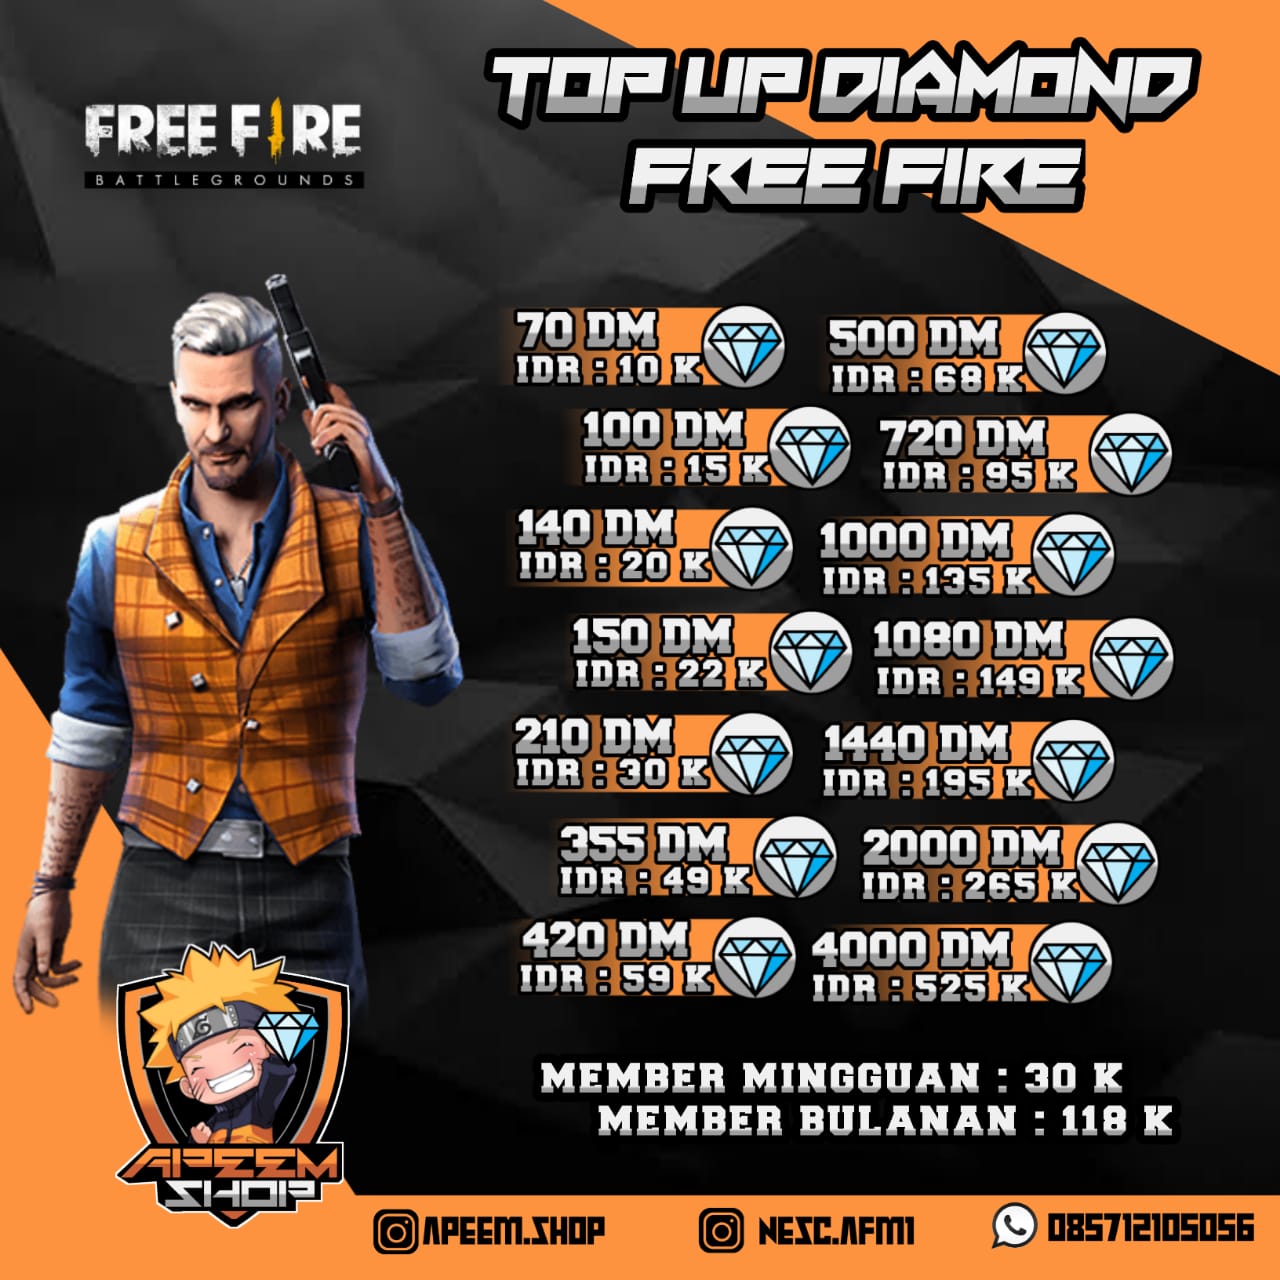 FREE FIRE
BATTLEGROUNDS
TOP UP DIAMOND
FREE FIRE
70 DM
IDR : 10 K
500 DM
IDR : 68 K
100 DM
IDR : 15 K
720 DM
IDR : 95 K
140 DM
IDR : 20 K
1000 DM
IDR : 135 K
150 DM
IDR : 22 K
1080 DM
IDR : 149 K
210 DM
IDR : 30 K
1440 DM
IDR : 195 K
355 DM
IDR : 49 K
2000 DM
IDR : 265 K
420 DM
IDR : 59 K
4000 DM
IDR : 525 K
MEMBER MINGGUAN : 30 K
MEMBER BULANAN : 118 K
APEEM
SHOP
APEEM.SHOP
NESC.AFM1
085712105056